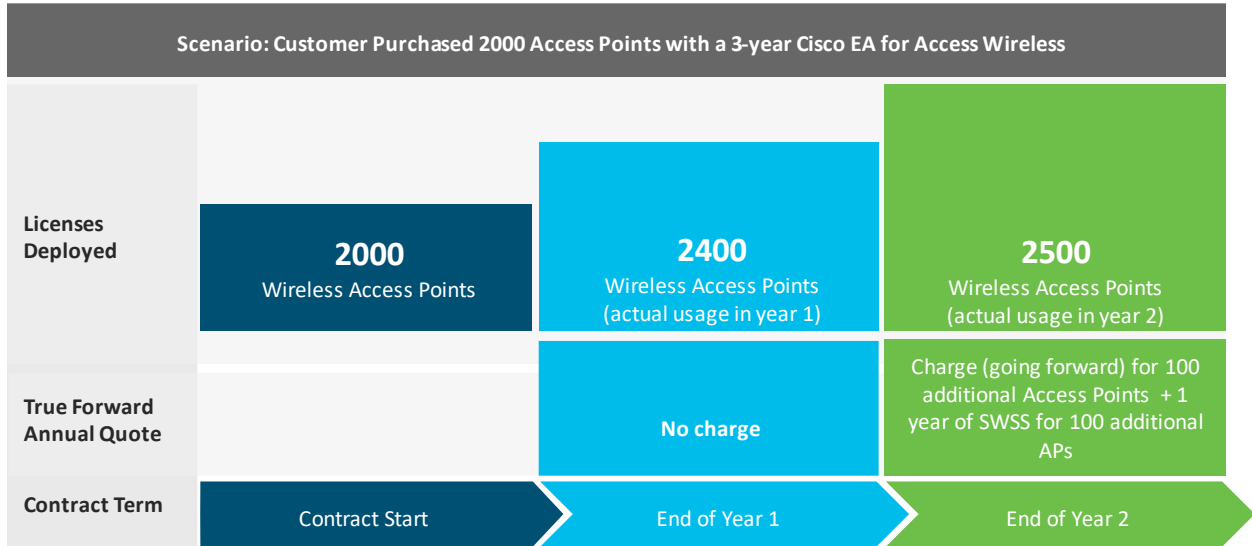 Scenario: Customer Purchased 2000 Access Points with a 3-year Cisco EA for Access Wireless
Licenses
Deployed
2000
Wireless Access Points
2400
Wireless Access Points
(actual usage in year 1)
2500
Wireless Access Points
(actual usage in year 2)
True Forward
Annual Quote
No charge
Charge (going forward) for 100
additional Access Points + 1
year of SWSS for 100 additional
APs
Contract Term
Contract Start
End of Year 1
End of Year 2